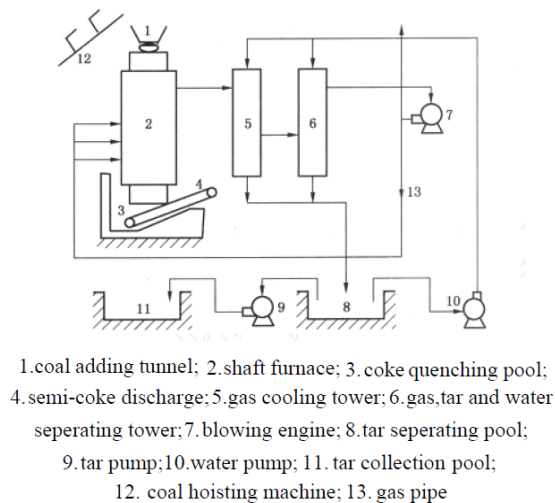 1
12
2
5
6
7
4
3
13
11
9
8
10
1.coal adding tunnel; 2.shaft furnace; 3.coke quenching pool;
4.semi-coke discharge;5.gas cooling tower;6.gas,tar and water
seperating tower;7.blowing engine; 8.tar seperating pool;
9.tar pump;10.water pump; 11. tar collection pool;
12. coal hoisting machine; 13. gas pipe